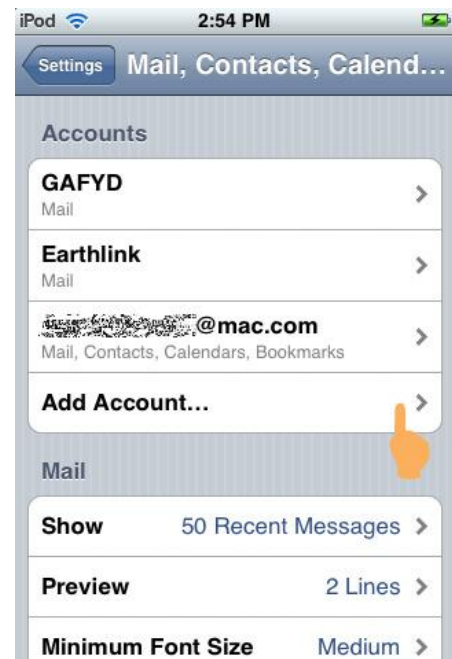 iPod 2:54 PM
Settings Mail, Contacts, Calend...
Accounts
GAFYD
Mail
Earthlink
Mail
@mac.com
Mail, Contacts, Calendars, Bookmarks
Add Account...
Mail
Show 50 Recent Messages
Preview 2 Lines
Minimum Font Size Medium